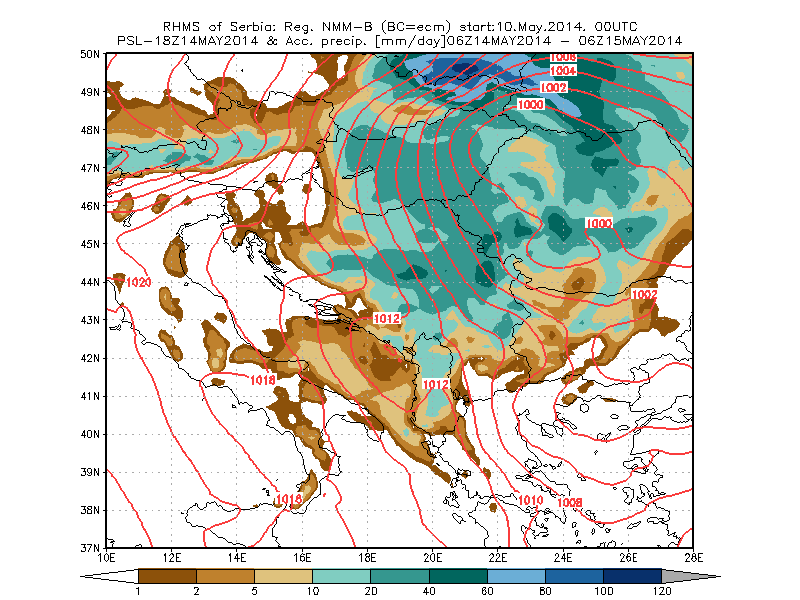 RHMS of Serbia: Reg. NMM-B (BC=ecm) start:10.May.2014. 00UTC
PSL-18Z14MAY2014 & Acc. precip. [mm/day]06Z14MAY2014 - 06Z15MAY2014
50N
1006
1004
49N
1002
1000
48N
47N
46N
1000
45N
44N
1020
1002
43N
1012
42N
1018
1012
41N
40N
39N
1018
1010
1008
38N
37N
10E 12E 14E 16E 18E 20E 22E 24E 26E 28E
1 2 5 10 20 40 60 80 100 120